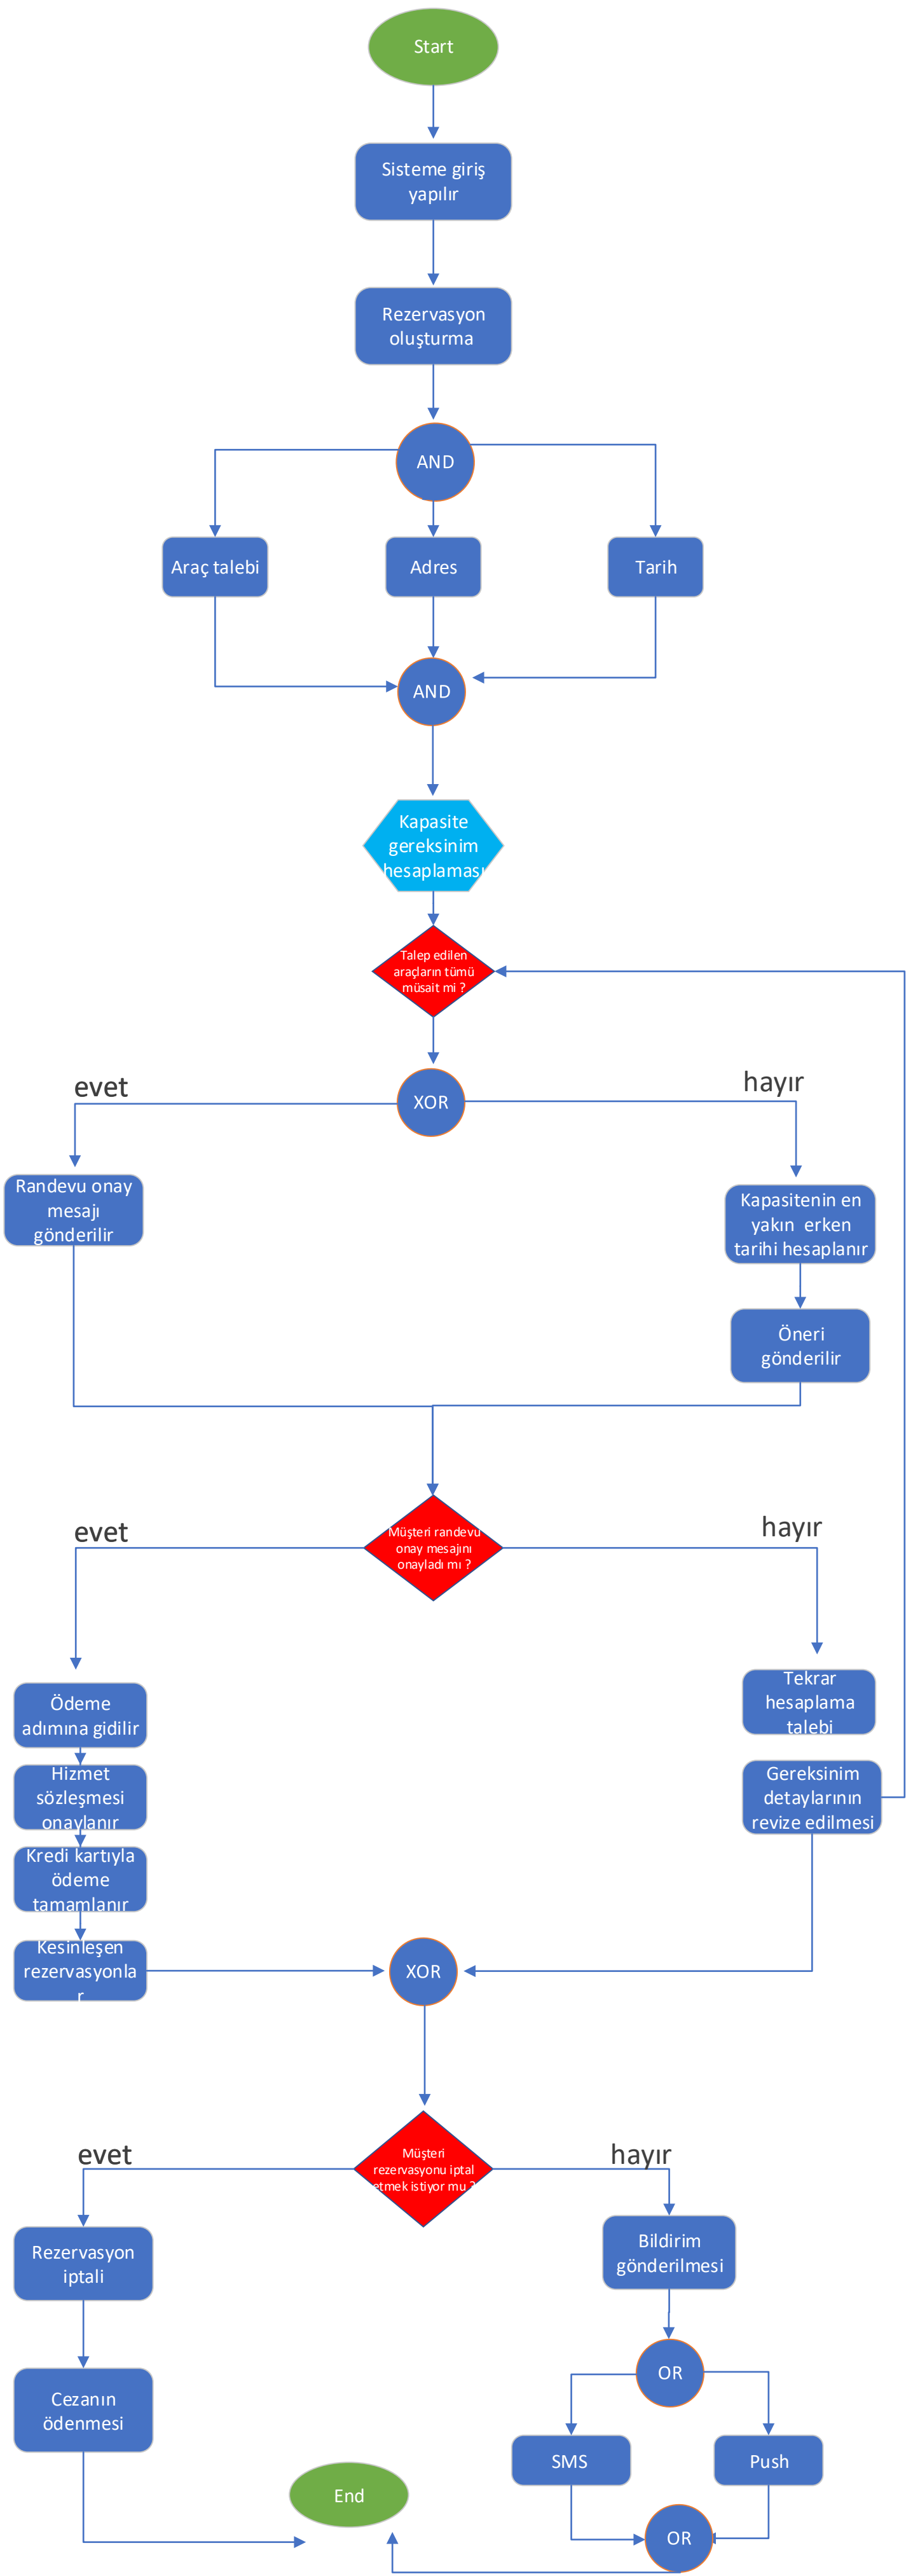 Start
Sisteme giriş
yapılır
Rezervasyon
oluşturma
AND
Araç talebi
Adres
Tarih
AND
Kapasite
gereksinim
hesaplaması
Talep edilen
araçların tümü
müsait mi ?
XOR
evet
hayır
Randevu onay
mesajı
gönderilir
Kapasitenin en
yakın  erken
tarihi hesaplanır
Öneri
gönderilir
Müşteri randevu
onay mesajını
onayladı mı ?
evet
hayır
Ödeme
adımına gidilir
Hizmet
sözleşmesi
onaylanır
Kredi kartıyla
ödeme
tamamlanır
Kesinleşen
rezervasyonla
r
Tekrar
hesaplama
talebi
Gereksinim
detaylarının
revize edilmesi
XOR
Müşteri
rezervasyonu iptal
etmek istiyor mu ?
evet
hayır
Rezervasyon
iptali
Cezanın
ödenmesi
Bildirim
gönderilmesi
OR
SMS
Push
OR
End